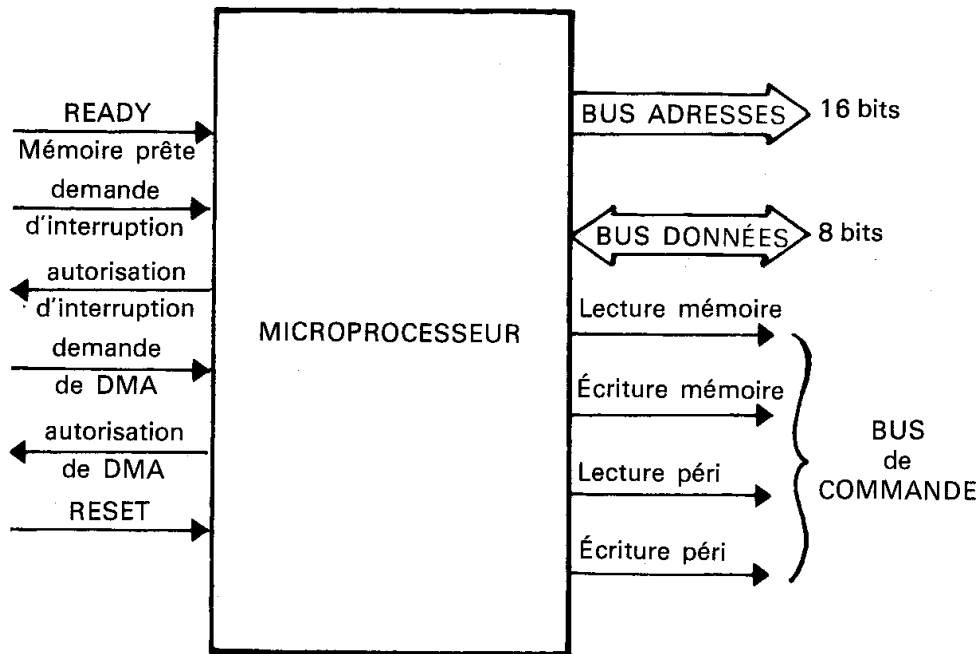 READY
Mémoire prête
demande
d'interruption
autorisation
d'interruption
demande
de DMA
autorisation
de DMA
RESET
MICROPROCESSEUR
BUS ADRESSES
16 bits
BUS DONNÉES
8 bits
Lecture mémoire
Écriture mémoire
Lecture péri
Écriture péri
BUS
de
COMMANDE